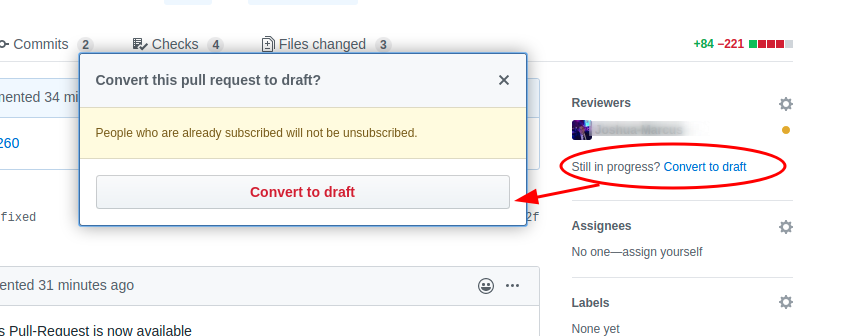 Commits 2 Checks 4 Files changed 3 +84 −221
Convert this pull request to draft?
People who are already subscribed will not be unsubscribed.
Convert to draft
mented 34 mi
260
fixed
2f
mented 31 minutes ago
s Pull-Request is now available
Reviewers
Still in progress? Convert to draft
Assignees
No one—assign yourself
Labels
None yet